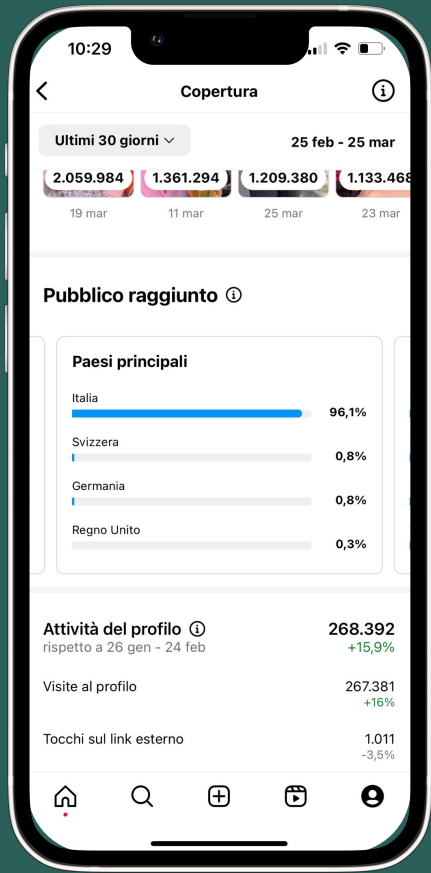 10:29
Copertura
Ultimi 30 giorni
25 feb - 25 mar
2.059.984 1.361.294 1.209.380 1.133.468
19 mar 11 mar 25 mar 23 mar
Pubblico raggiunto
Paesi principali
Italia
96,1%
Svizzera
0,8%
Germania
0,8%
Regno Unito
0,3%
Attività del profilo 268.392
rispetto a 26 gen - 24 feb +15,9%
Visite al profilo 267.381
+16%
Tocchi sul link esterno 1.011
-3,5%